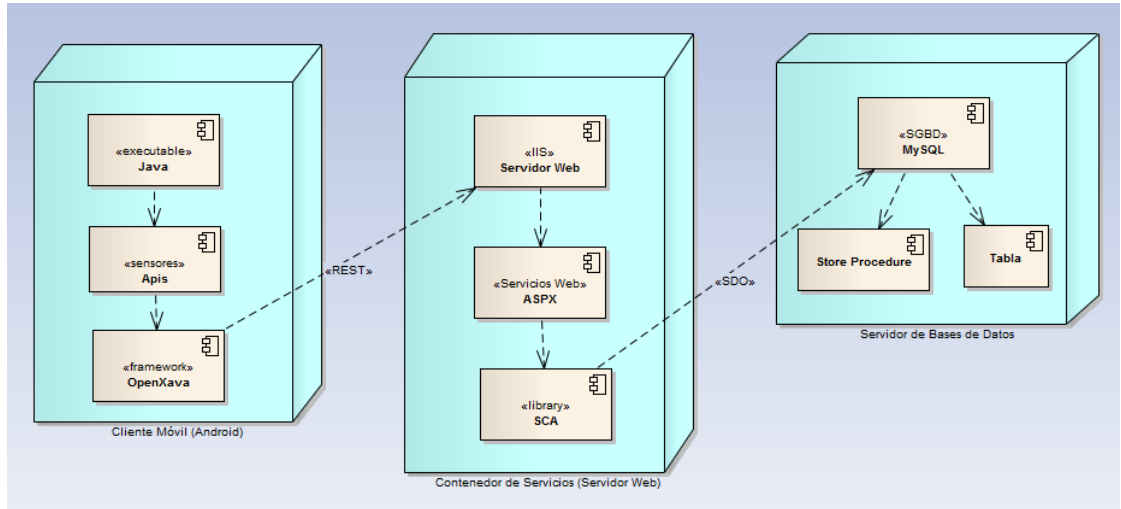 «executable»
Java
«sensores»
Apis
«framework»
OpenXava
Cliente Móvil (Android)
«REST»
«IIS»
Servidor Web
«Servicios Web»
ASPX
«library»
SCA
Contenedor de Servicios (Servidor Web)
«SDO»
«SGBD»
MySQL
Store Procedure
Tabla
Servidor de Bases de Datos